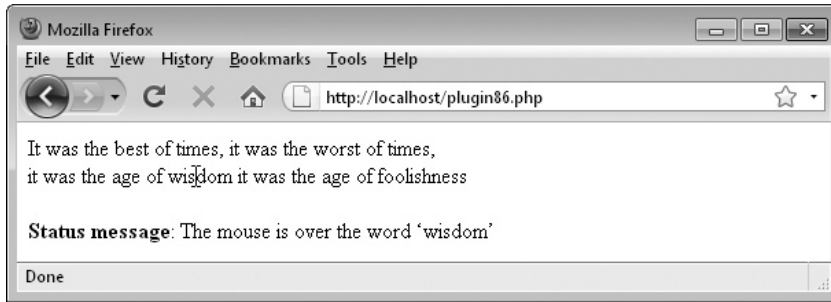 Mozilla Firefox
File Edit View History Bookmarks Tools Help
http://localhost/plugin86.php
It was the best of times, it was the worst of times,
it was the age of wisdom it was the age of foolishness
Status message: The mouse is over the word ‘wisdom’
Done